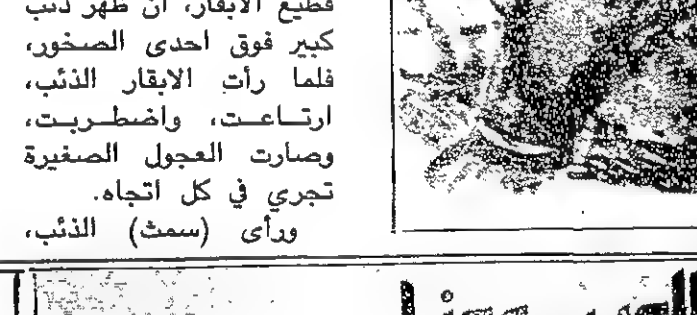 قطيع الابقار، ان ظهر ذئب
كبير فوق احدى الصخور،
فلما رأتِ الابقار الذئب،
ارتاعت، واضطربت،
وصارت العجول الصغيرة
تجري في كل اتجاه.
ورأى (سمث) الذئب،